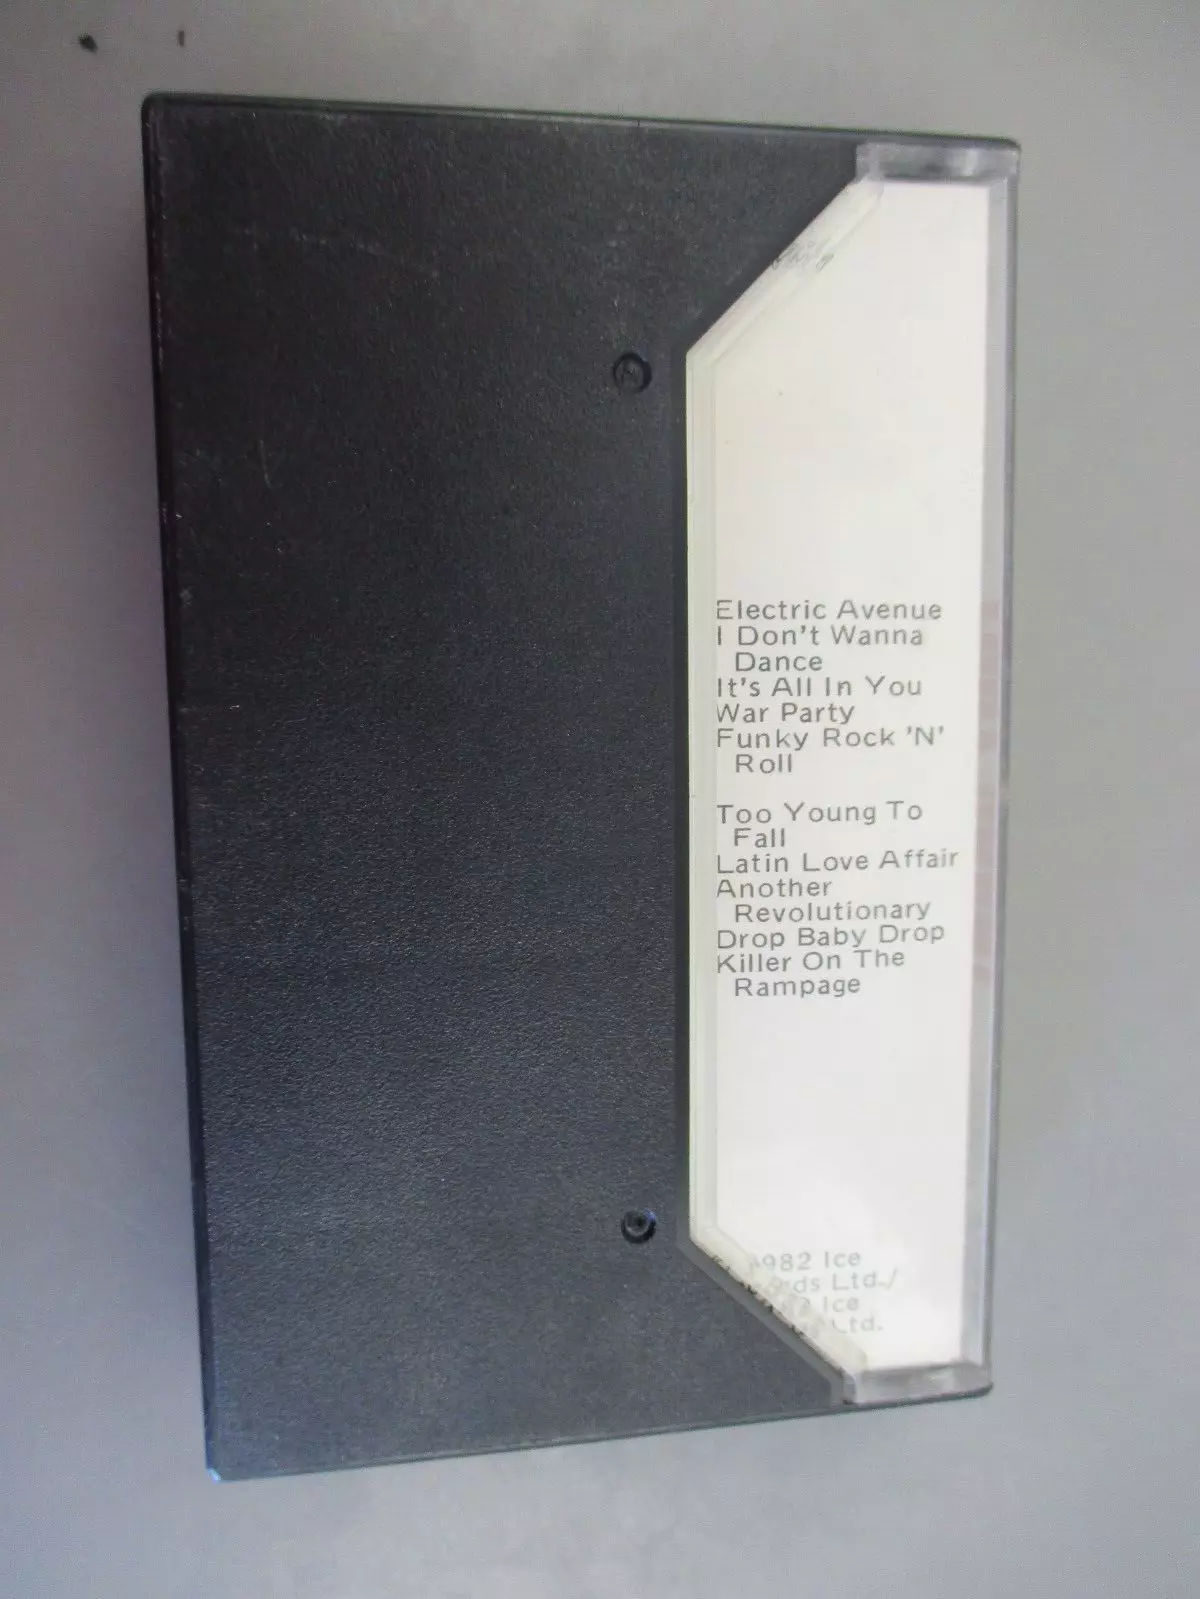 Electric Avenue
I Don't Wanna
Dance
It's All In You
War Party
Funky Rock 'N'
Roll
Too Young To
Fall
Latin Love Affair
Another
Revolutionary
Drop Baby Drop
Killer On The
Rampage
1982 Ice
Ltd./
Ice
Ltd.